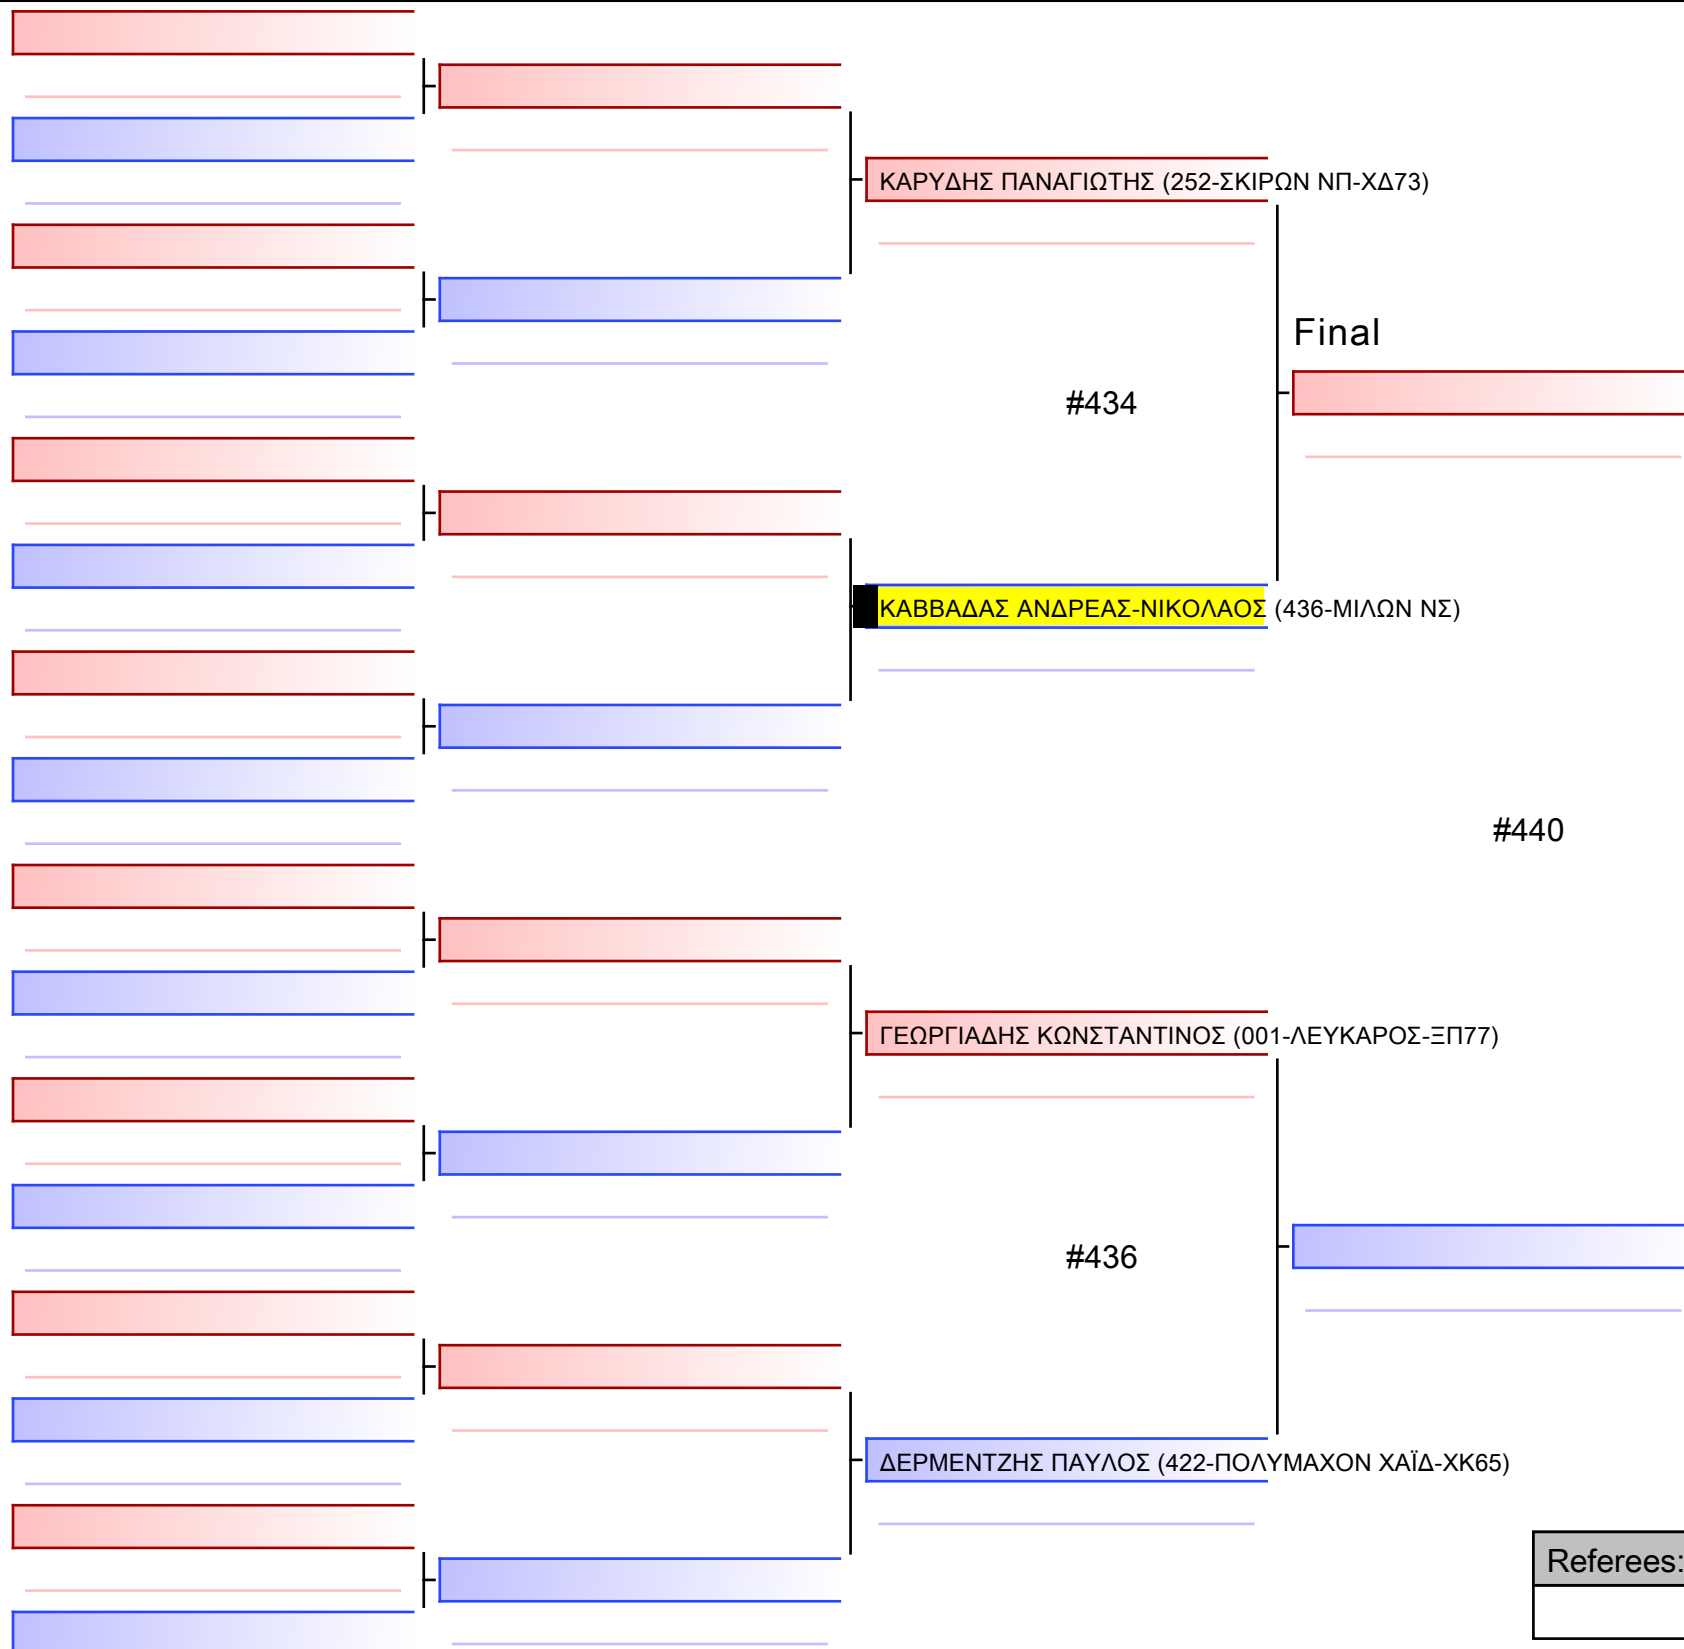 ΚΑΡΥΔΗΣ ΠΑΝΑΓΙΩΤΗΣ (252-ΣΚΙΡΩΝ ΝΠ-ΧΔ73)
Final
#434
ΚΑΒΒΑΔΑΣ ΑΝΔΡΕΑΣ-ΝΙΚΟΛΑΟΣ (436-ΜΙΛΩΝ ΝΣ)
#440
ΓΕΩΡΓΙΑΔΗΣ ΚΩΝΣΤΑΝΤΙΝΟΣ (001-ΛΕΥΚΑΡΟΣ-ΞΠ77)
#436
ΔΕΡΜΕΝΤΖΗΣ ΠΑΥΛΟΣ (422-ΠΟΛΥΜΑΧΟΝ ΧΑΪΔ-ΧΚ65)
Referees: